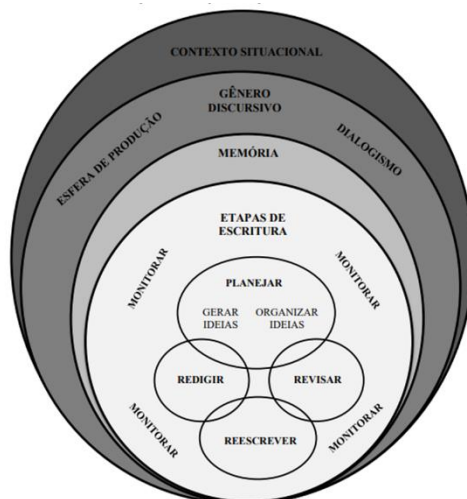 CONTEXTO SITUACIONAL
GÊNERO
DISCURSIVO
ESFERA DE PRODUÇÃO
DIALOGISMO
MEMÓRIA
ETAPAS DE
ESCRITURA
MONITORAR
MONITORAR
PLANEJAR
GERAR
IDEIAS
ORGANIZAR
IDEIAS
REDIGIR
REVISAR
REESCREVER
MONITORAR
MONITORAR